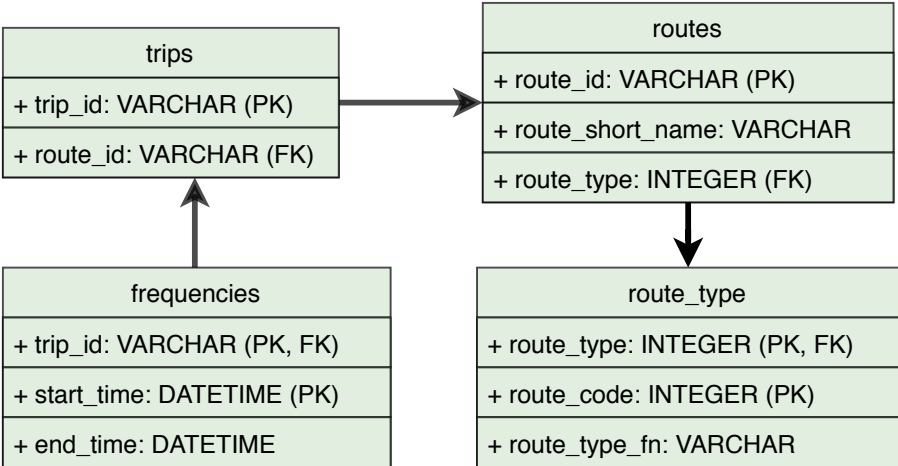 trips
+ trip_id: VARCHAR (PK)
+ route_id: VARCHAR (FK)
routes
+ route_id: VARCHAR (PK)
+ route_short_name: VARCHAR
+ route_type: INTEGER (FK)
frequencies
+ trip_id: VARCHAR (PK, FK)
+ start_time: DATETIME (PK)
+ end_time: DATETIME
route_type
+ route_type: INTEGER (PK, FK)
+ route_code: INTEGER (PK)
+ route_type_fn: VARCHAR